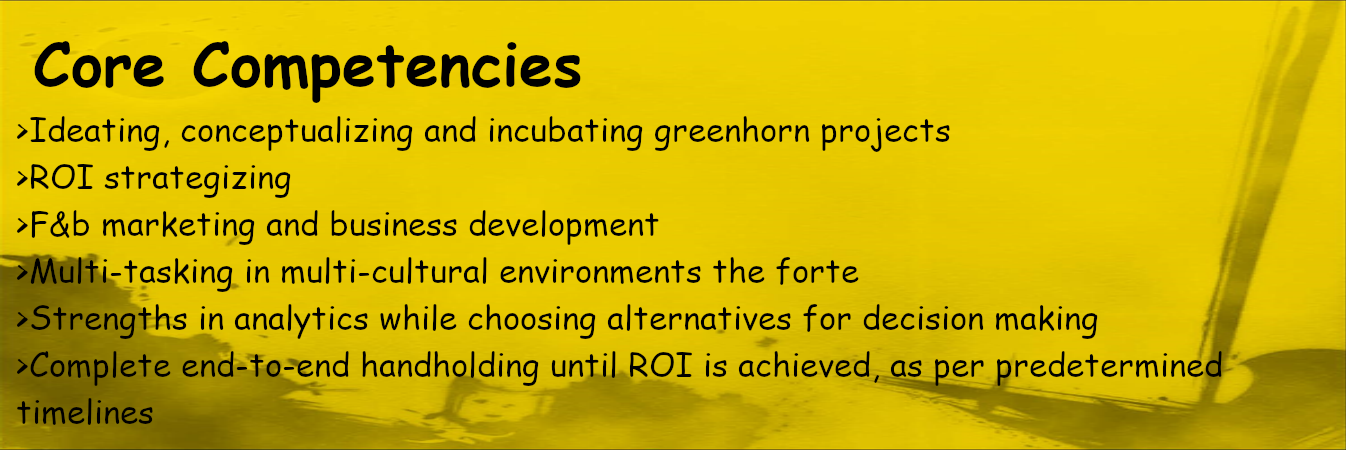 Core Competencies
>Ideating, conceptualizing and incubating greenhorn projects
>ROI strategizing
>F&b marketing and business development
>Multi-tasking in multi-cultural environments the forte
>Strengths in analytics while choosing alternatives for decision making
>Complete end-to-end handholding until ROI is achieved, as per predetermined
timelines